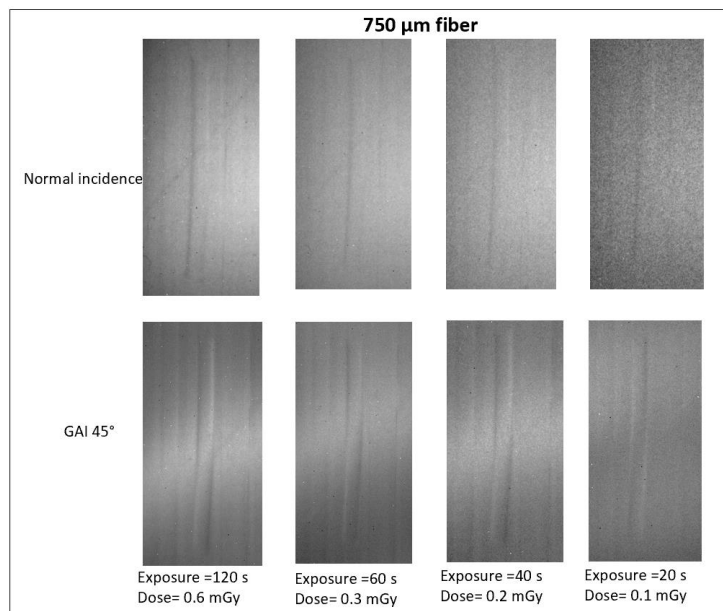 750 µm fiber
Normal incidence
GAI 45°
Exposure =120 s
Dose= 0.6 mGy
Exposure =60 s
Dose= 0.3 mGy
Exposure =40 s
Dose= 0.2 mGy
Exposure =20 s
Dose= 0.1 mGy